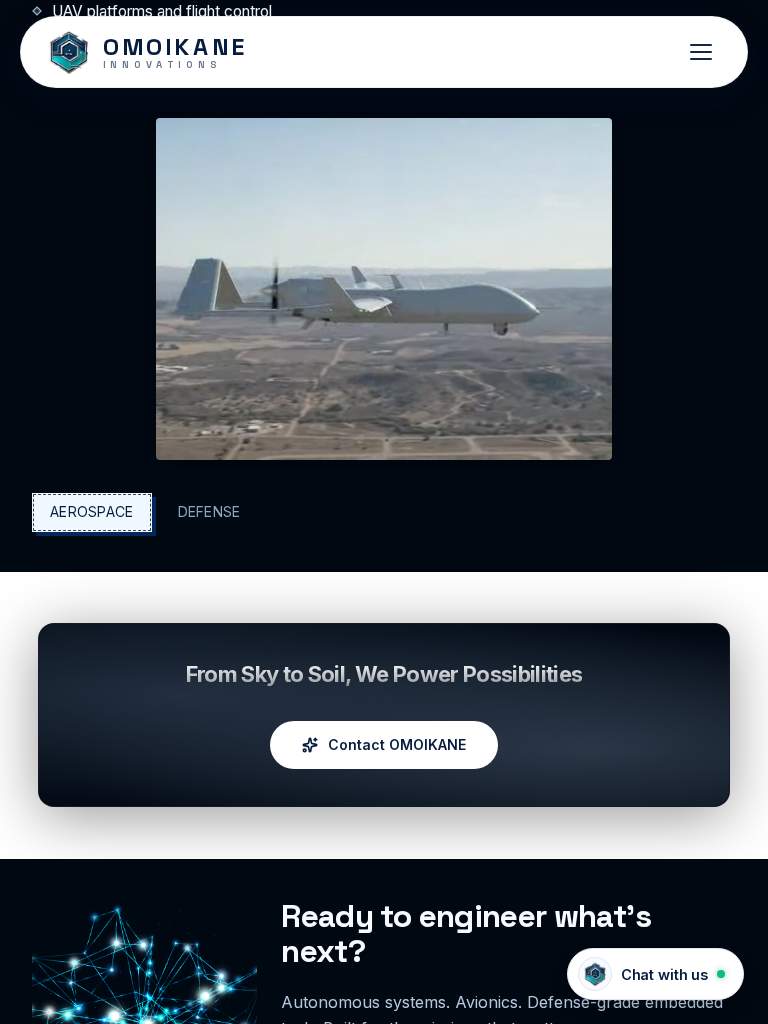 UAV platforms and flight control
OMOIKANE
INNOVATIONS
AEROSPACE
DEFENSE
From Sky to Soil, We Power Possibilities
Contact OMOIKANE
Ready to engineer what's
next?
Chat with us
Autonomous systems. Avionics. Defense-grade embedded